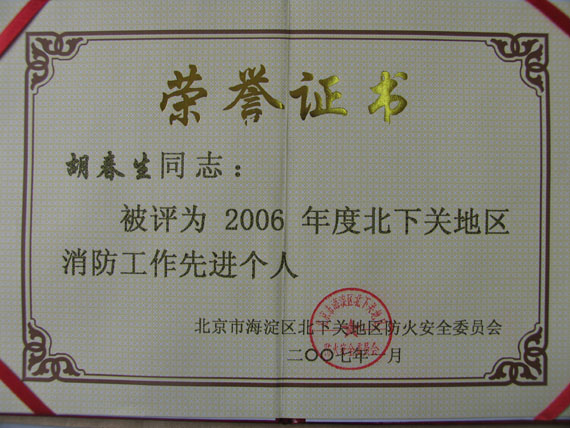 荣誉证书
胡春生同志：
被评为 2006 年度北下关地区
消防工作先进个人
北京市海淀区北下关地区防火安全委员会
二〇〇七年一月